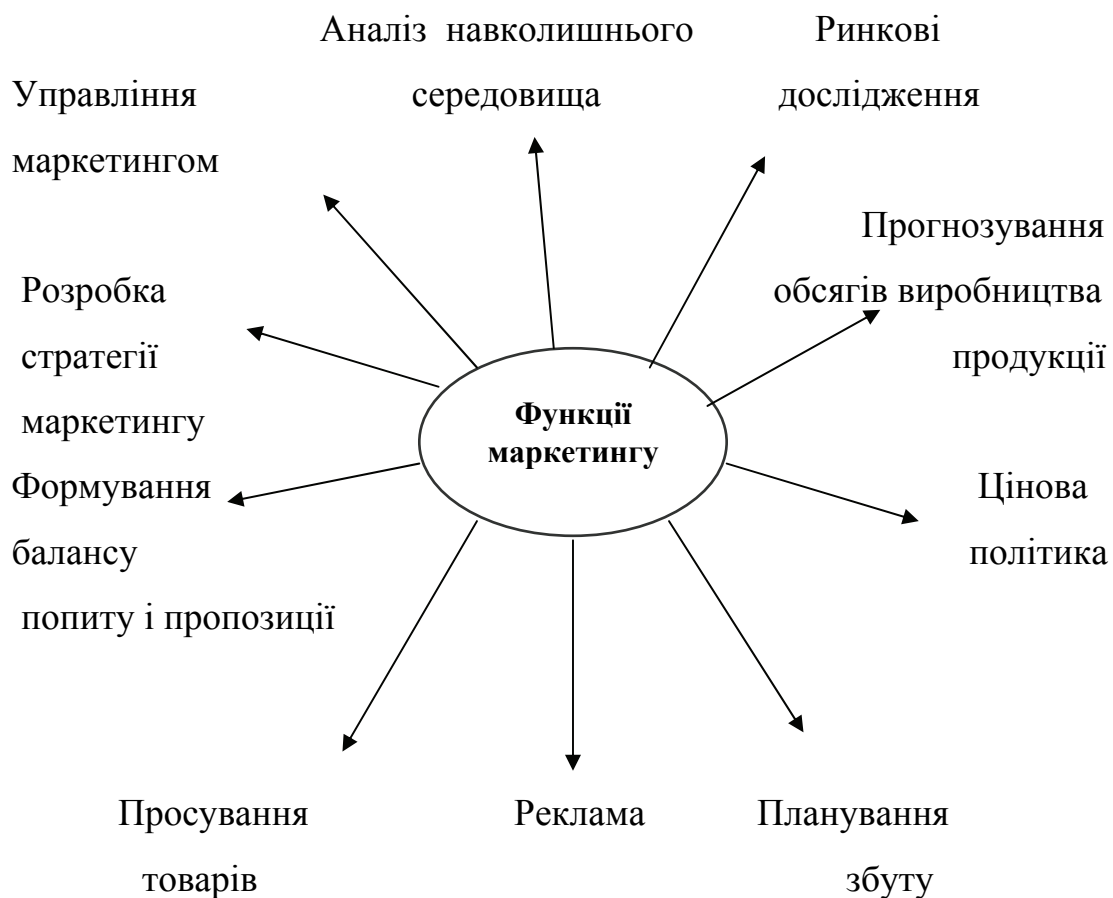 Аналіз навколишнього
середовища
Ринкові
дослідження
Управління
маркетингом
Прогнозування
обсягів виробництва
продукції
Розробка
стратегії
маркетингу
Функції
маркетингу
Формування
балансу
попиту і пропозиції
Цінова
політика
Просування
товарів
Реклама
Планування
збуту